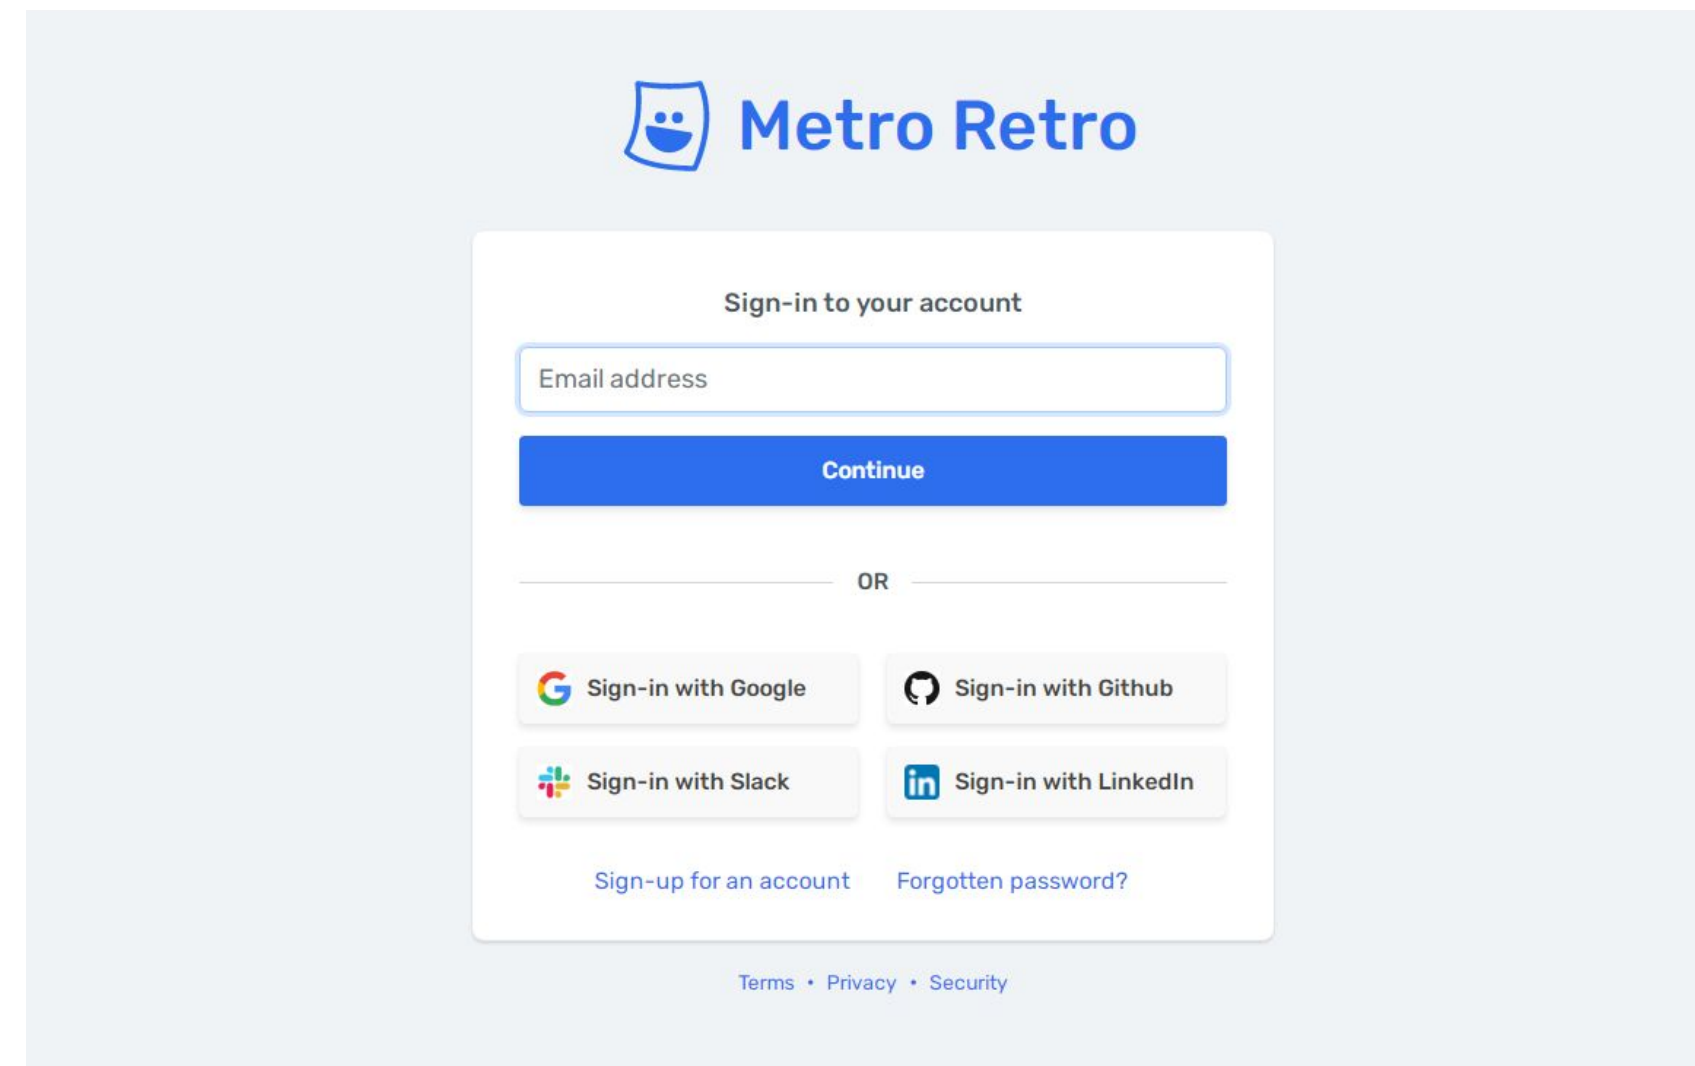 Metro Retro
Sign-in to your account
Email address
Continue
OR
Sign-in with Google
Sign-in with Github
Sign-in with Slack
in Sign-in with LinkedIn
Sign-up for an account Forgotten password?
Terms • Privacy • Security